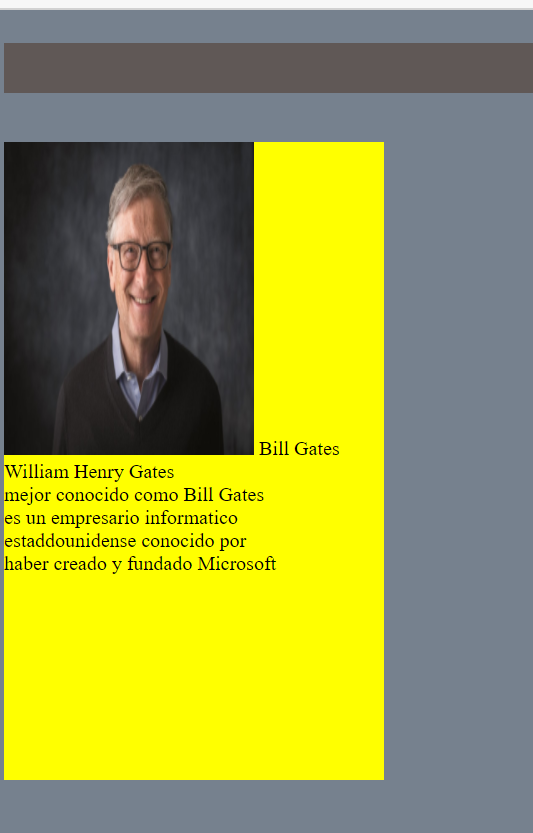 Bill Gates
William Henry Gates
mejor conocido como Bill Gates
es un empresario informatico
estaddounidense conocido por
haber creado y fundado Microsoft